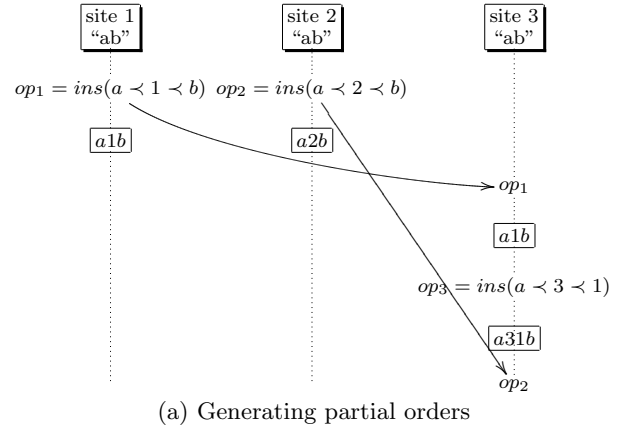 site 1
“ab”
site 2
“ab”
site 3
“ab”
op₁ = ins(a ≺ 1 ≺ b)
op₂ = ins(a ≺ 2 ≺ b)
a1b
a2b
op₁
a1b
op₃ = ins(a ≺ 3 ≺ 1)
a31b
op₂
(a) Generating partial orders